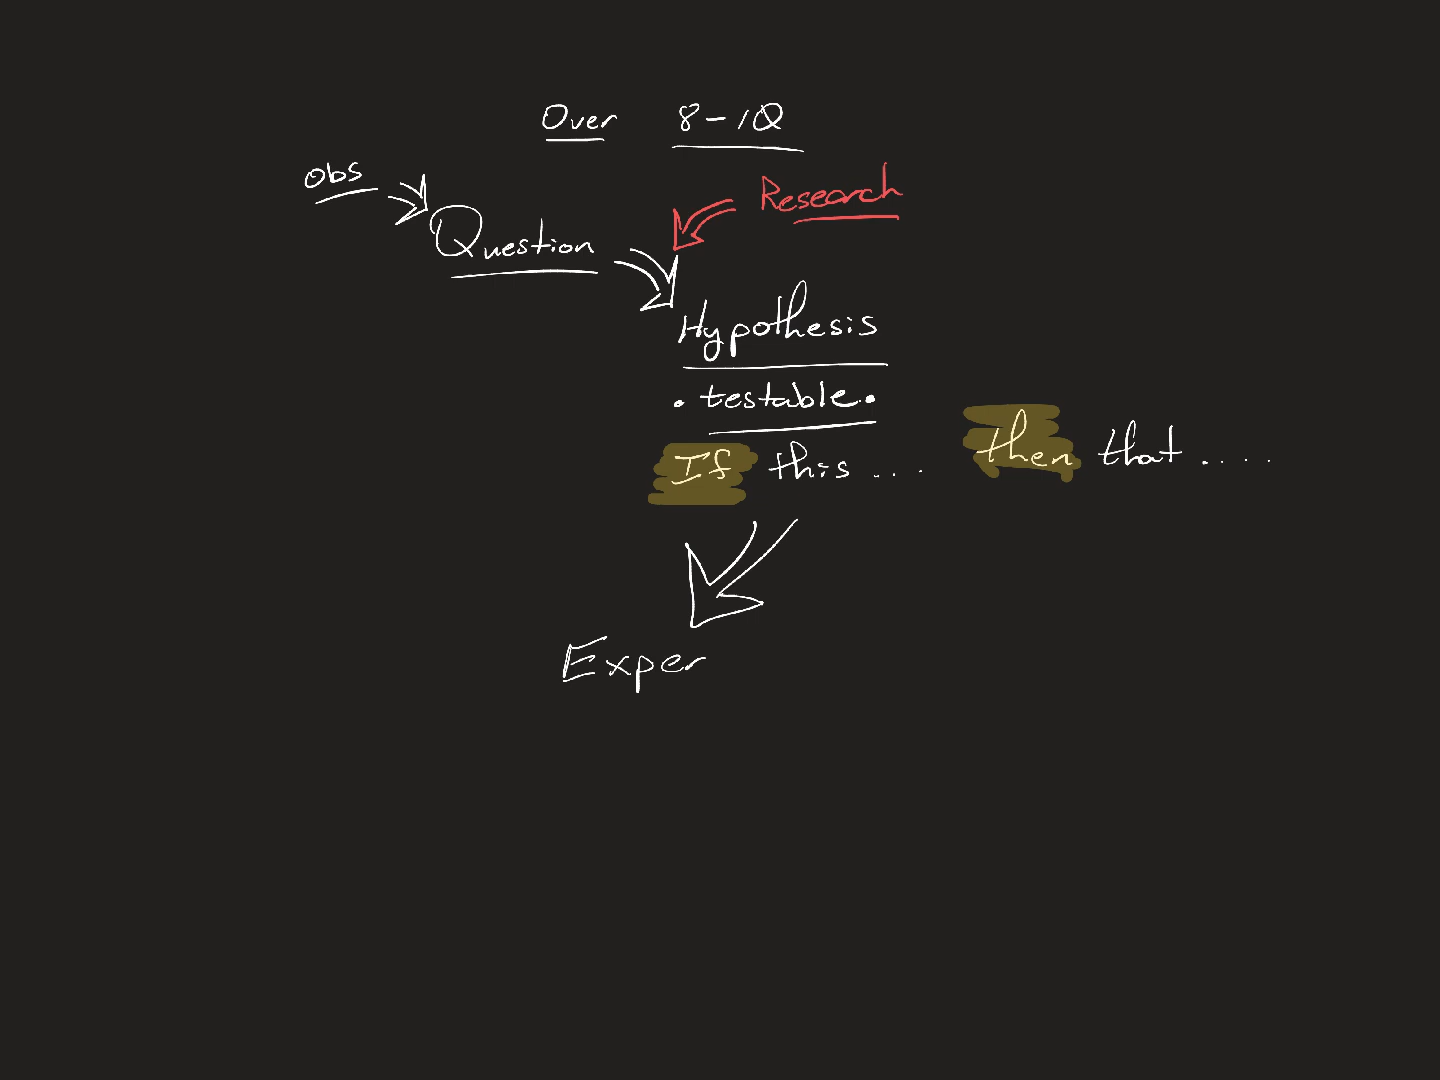 Over 8-1Q
obs
Research
Question
Hypothesis
. testable.
If this ... then that ....
Exper